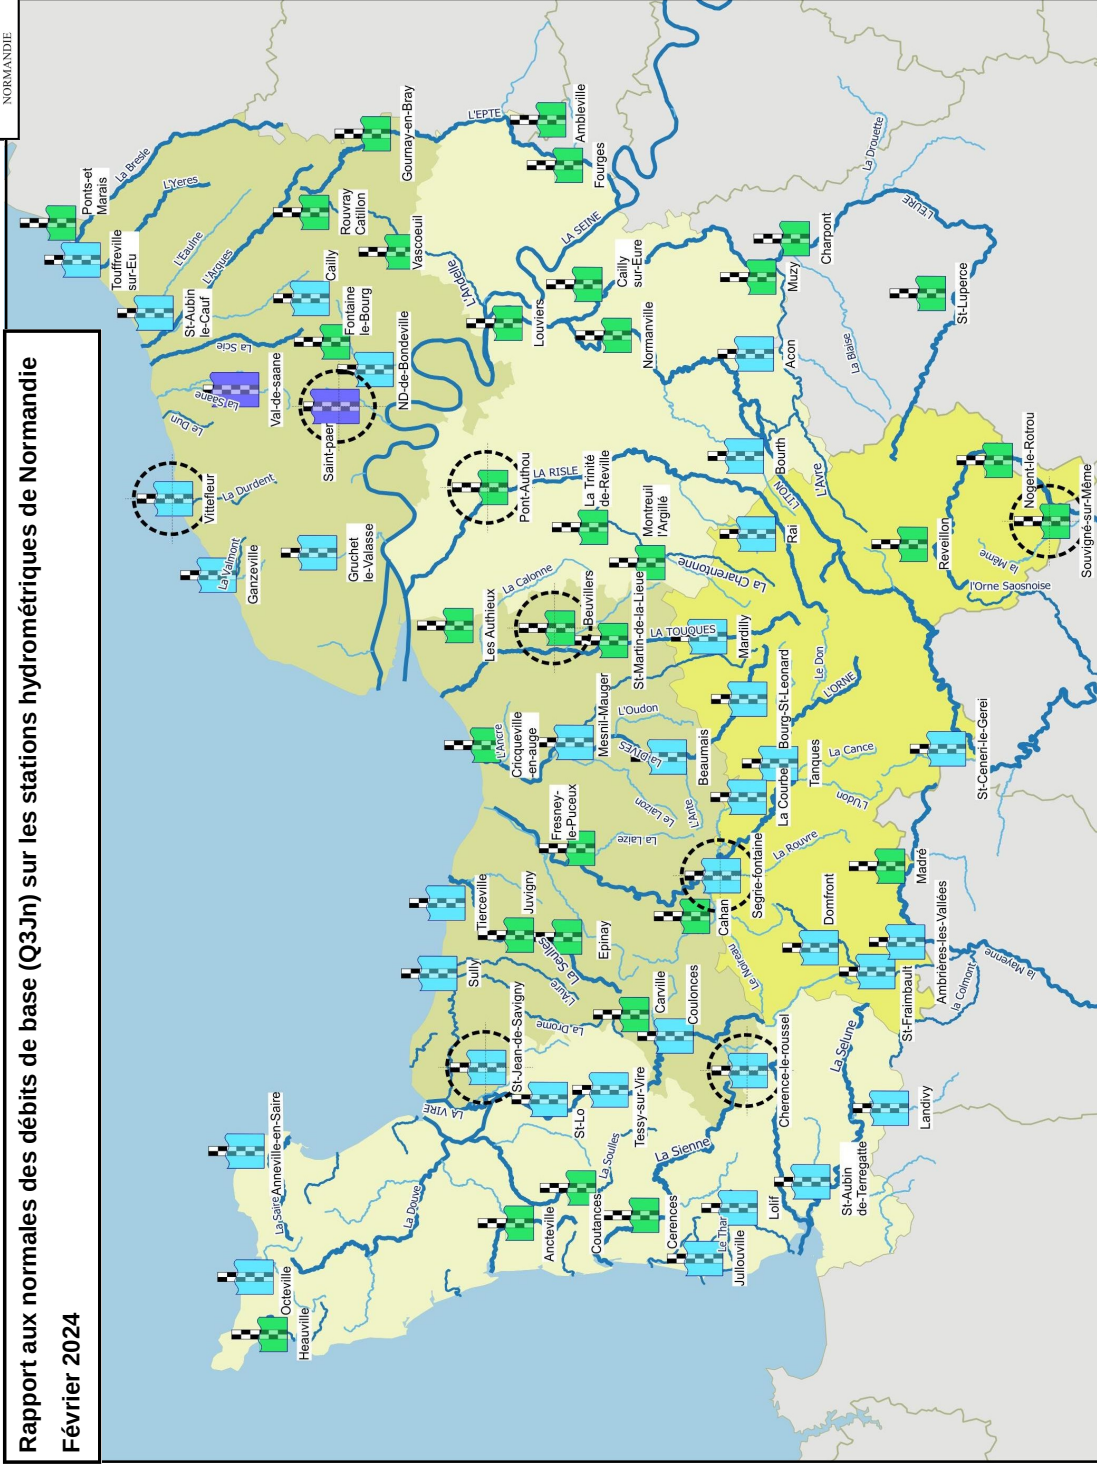 NORMANDIE
Rapport aux normales des débits de base (Q3Jn) sur les stations hydrométriques de Normandie
Février 2024
Ponts-et
Marais
Touffreville
sur-Eu
La Bresle
L'Yeres
L'Eaulne
L'Arques
St-Aubin
le-Cauf
La Scie
Cailly
Fontaine
le-Bourg
Rouvray
Catillon
Gournay-en-Bray
L'EPTE
Ambleville
Fourges
Vascoeuil
L'Andelle
LA SEINE
ND-de-Bondeville
Val-de-saane
La Saane
Le Dun
Saint-paer
Vittefleur
La Durdent
La Valmont
Ganzeville
Gruchet
le-Valasse
Louviers
Cailly
sur-Eure
Normanville
Muzy
Charpont
La Drouette
L'EURE
St-Luperce
La Blaise
Acon
Bourth
L'ITON
L'Avre
Pont-Authou
LA RISLE
La Trinité
de-Reville
Montreuil
l'Argillé
La Charentonne
Rai
Nogent-le-Rotrou
Souvigné-sur-Même
Reveillon
la Même
l'Orne Saosnoise
La Calonne
Les Authieux
Beuvillers
St-Martin-de-la-Lieue
LA TOUQUES
Mardilly
Le Don
L'ORNE
Bourg-St-Leonard
Cricqueville
-en-auge
L'Ancre
Mesnil-Mauger
L'Oudon
La DIVES
Beaumais
Le Laizon
L'Ante
La Laize
Fresney-
le-Puceux
La Courbe
Tanques
La Cance
L'Udon
St-Ceneri-le-Gerei
Segrie-fontaine
La Rouvre
Cahan
Le Noireau
Domfront
Madré
Ambrières-les-Vallées
St-Fraimbault
la Mayenne
la Colmont
Tierceville
Juvigny
Epinay
La Seulles
Sully
L'Aure
La Drome
St-Jean-de-Savigny
Carville
Coulonces
LA VIRE
St-Lo
Tessy-sur-Vire
Cherence-le-roussel
La Selune
Landivy
St-Aubin
de-Terregatte
Lolif
Le Thar
Jullouville
La Sienne
La Soulles
Cerences
Coutances
Ancteville
La Douve
La Saire
Anneville-en-Saire
Octeville
Heauville